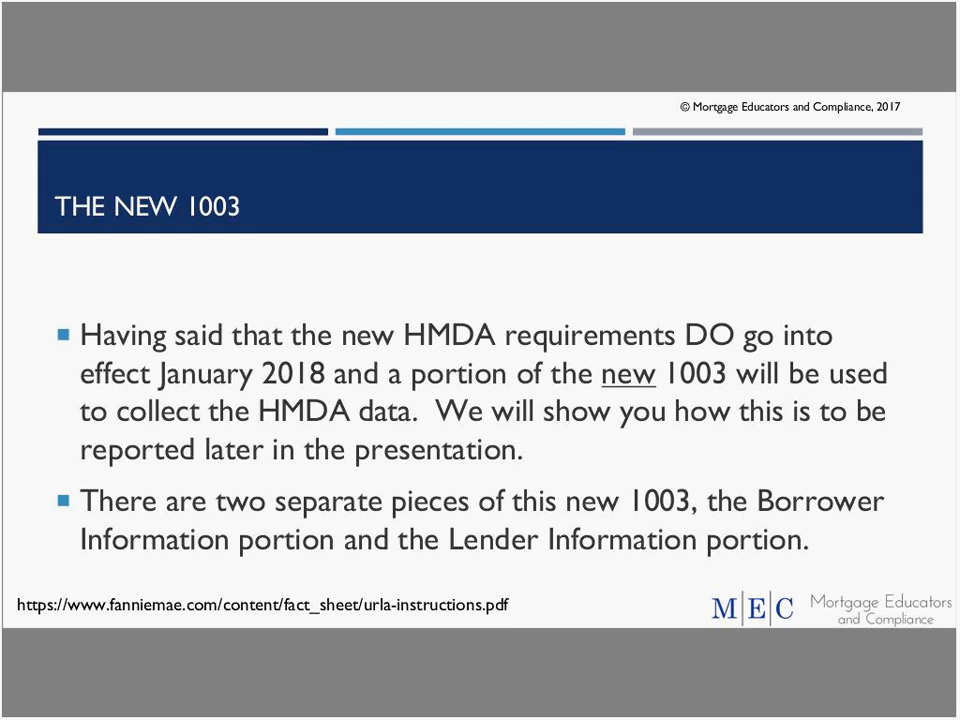 © Mortgage Educators and Compliance, 2017
THE NEW 1003
Having said that the new HMDA requirements DO go into
effect January 2018 and a portion of the new 1003 will be used
to collect the HMDA data.  We will show you how this is to be
reported later in the presentation.
There are two separate pieces of this new 1003, the Borrower
Information portion and the Lender Information portion.
https://www.fanniemae.com/content/fact_sheet/urla-instructions.pdf
M|E|C Mortgage Educators
and Compliance